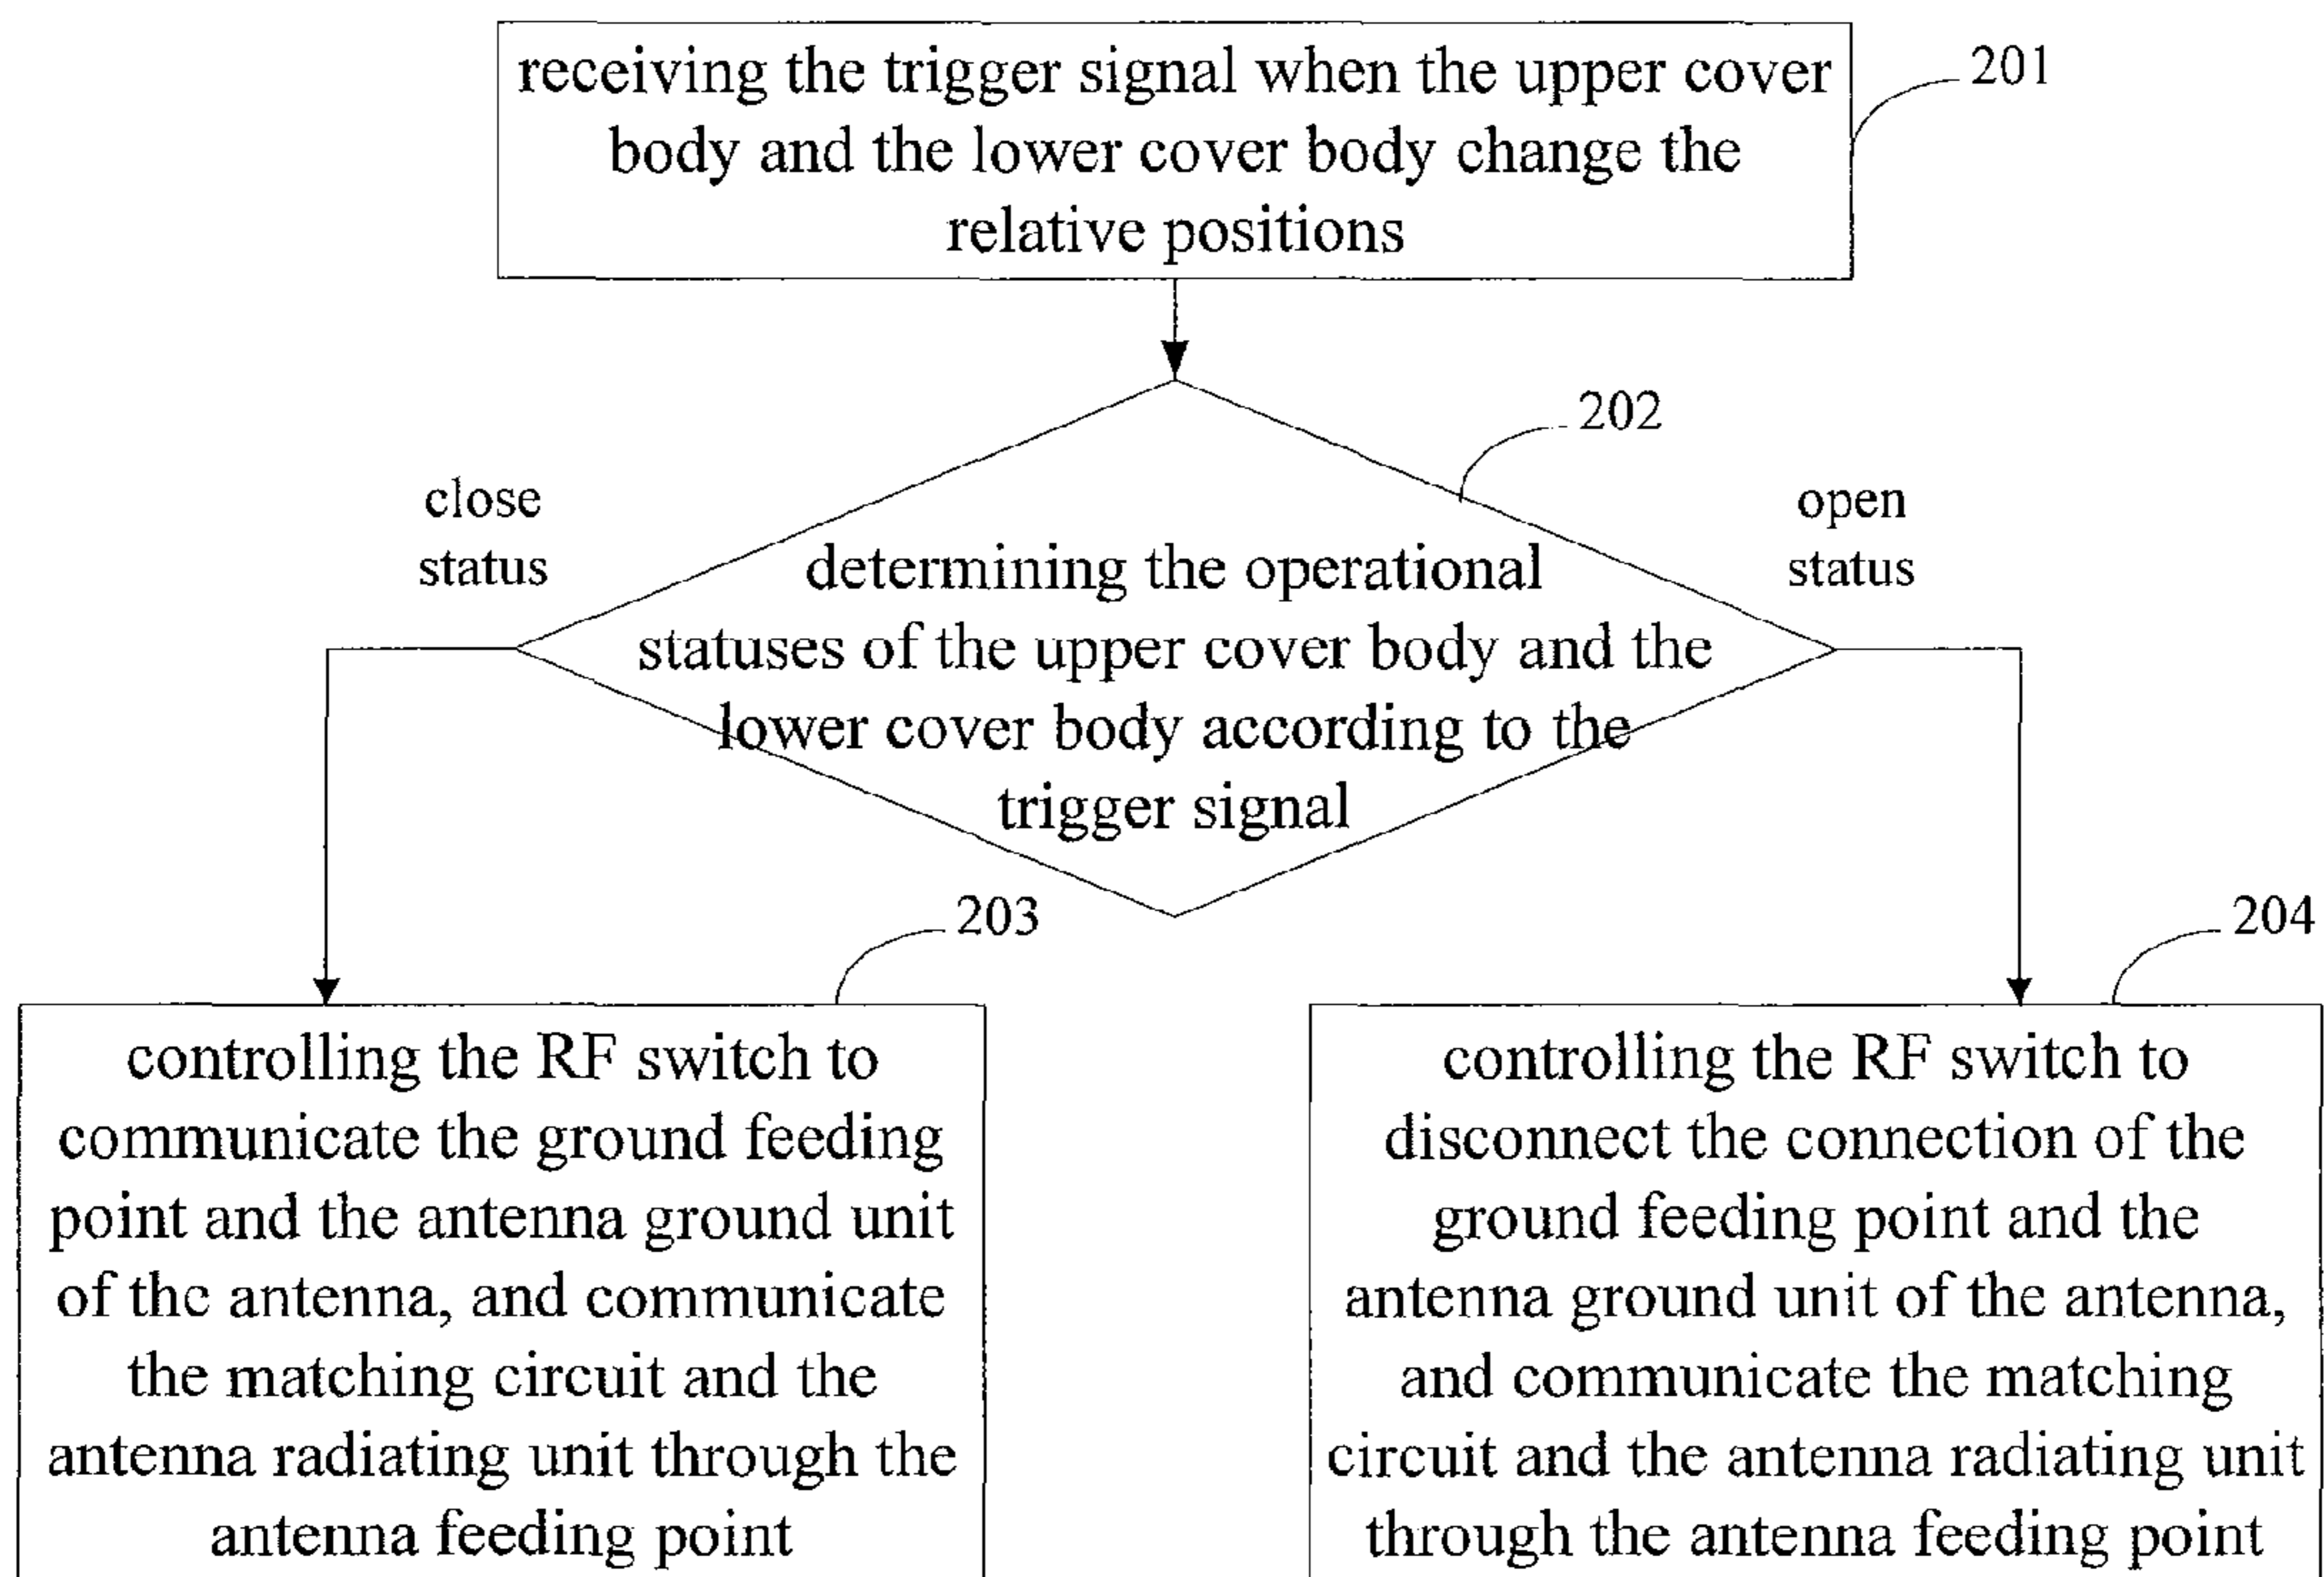 receiving the trigger signal when the upper cover
body and the lower cover body change the
relative positions
201
202
close
status
open
status
determining the operational
statuses of the upper cover body and the
lower cover body according to the
trigger signal
203
204
controlling the RF switch to
communicate the ground feeding
point and the antenna ground unit
of the antenna, and communicate
the matching circuit and the
antenna radiating unit through the
antenna feeding point
controlling the RF switch to
disconnect the connection of the
ground feeding point and the
antenna ground unit of the antenna,
and communicate the matching
circuit and the antenna radiating unit
through the antenna feeding point